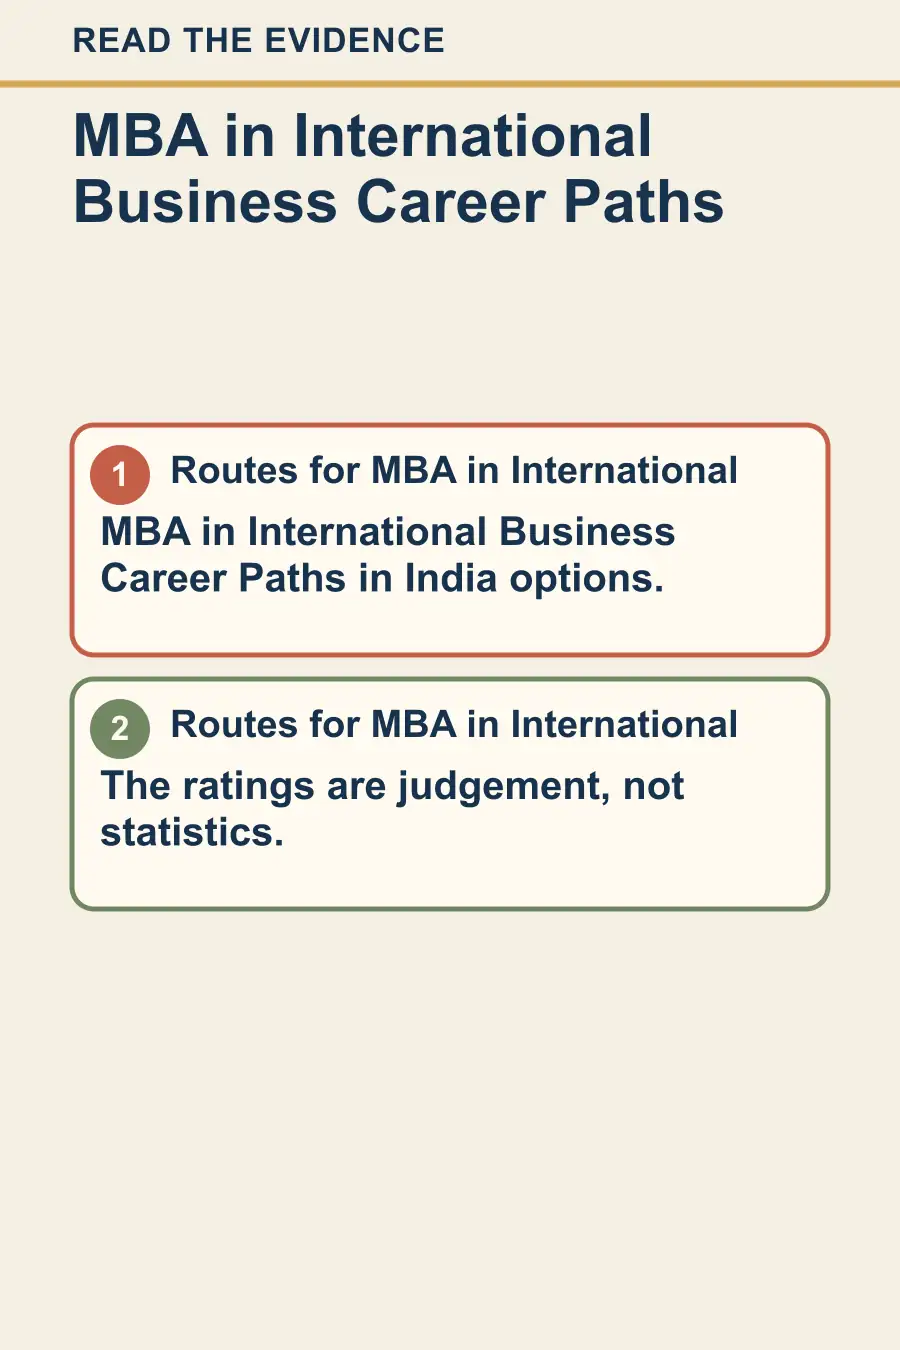 READ THE EVIDENCE
MBA in International
Business Career Paths
1 Routes for MBA in International
MBA in International Business
Career Paths in India options.
2 Routes for MBA in International
The ratings are judgement, not
statistics.